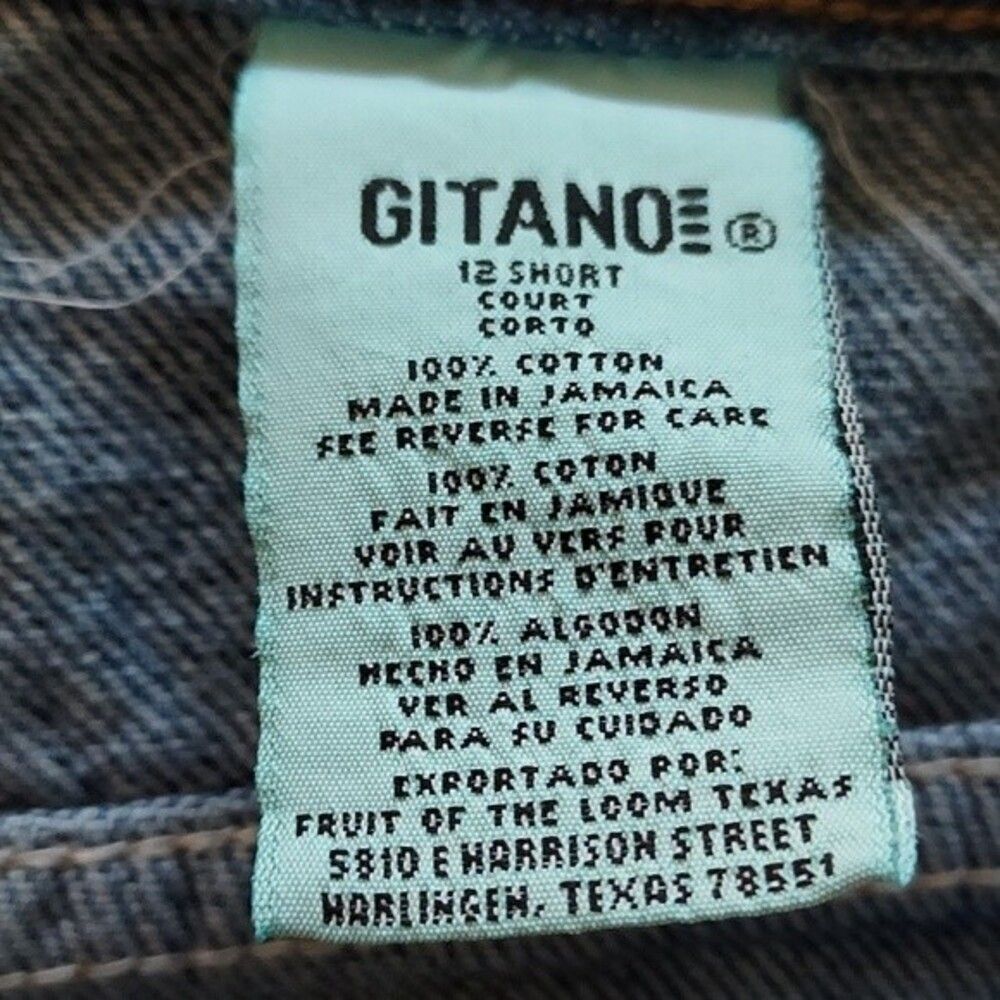 GITANO ®
12 SHORT
COURT
CORTO
100% COTTON
MADE IN JAMAICA
SEE REVERSE FOR CARE
100% COTON
FAIT EN JAMIQUE
VOIR AU VERS POUR
INSTRUCTIONS D'ENTRETIEN
100% ALGODON
HECHO EN JAMAICA
VER AL REVERSO
PARA SU CUIDADO
EXPORTADO POR:
FRUIT OF THE LOOM TEXAS
5810 E HARRISON STREET
HARLINGEN, TEXAS 78551